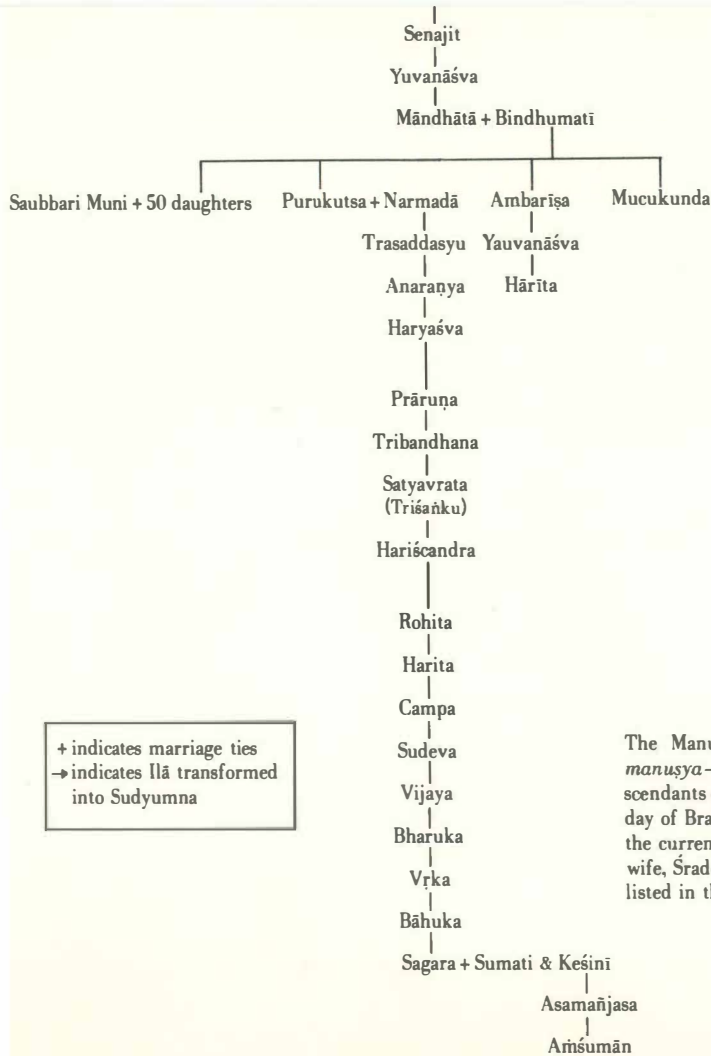 Senajit
Yuvanāśva
Māndhātā + Bindhumatī
Saubbari Muni + 50 daughters Purukutsa + Narmadā Ambarīṣa Mucukunda
Trasaddasyu Yauvanāśva
Anaraṇya Hārīta
Haryaśva
Prāruṇa
Tribandhana
Satyavrata
(Triśaṅku)
Hariścandra
Rohita
Harita
Campa
Sudeva
Vijaya
Bharuka
Vṛka
Bāhuka
Sagara + Sumati & Keśinī
Asamañjasa
Aṁśumān
+ indicates marriage ties
→ indicates Ilā transformed
into Sudyumna
The Manu
manuṣya–
scendants
day of Bra
the curren
wife, Śrad
listed in t